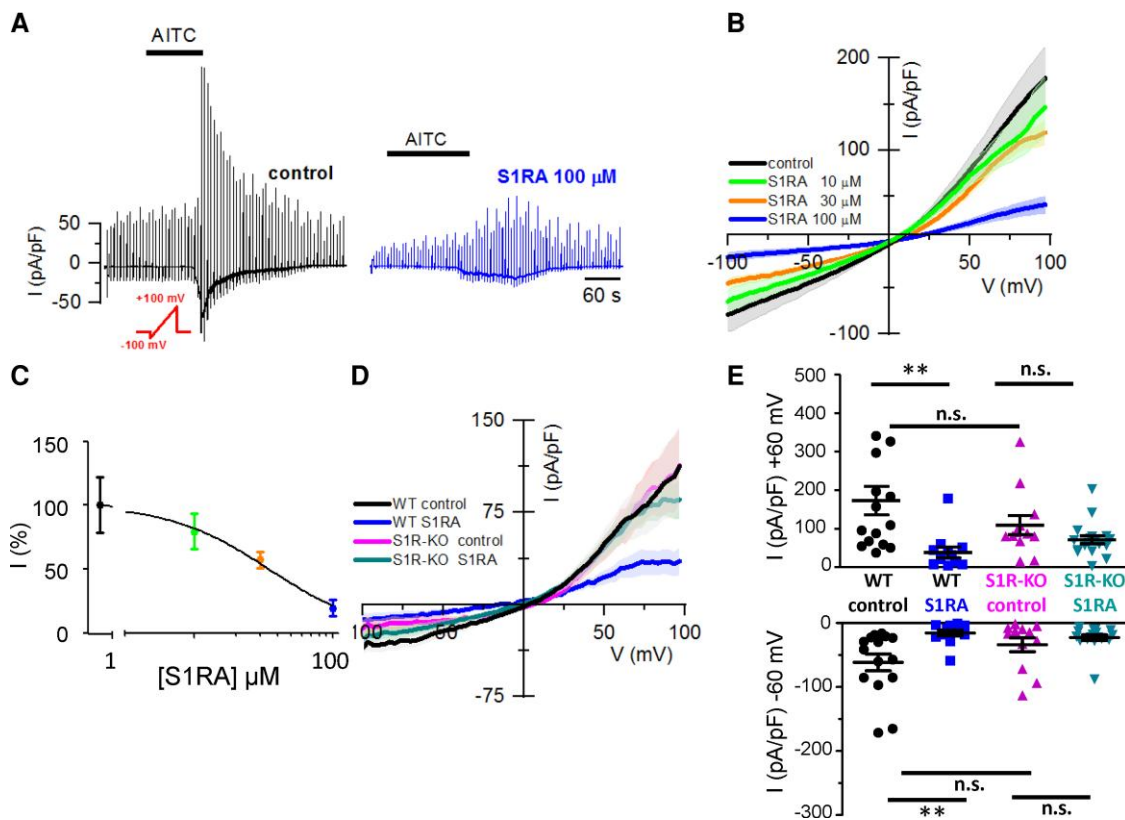 A
AITC
control
I (pA/pF)
50
0
-50
+100 mV
-100 mV
AITC
S1RA 100 µM
60 s
B
I (pA/pF)
200
100
-100
-100
-50
50
100
V (mV)
control
S1RA 10 µM
S1RA 30 µM
S1RA 100 µM
C
I (%)
150
100
50
0
1
100
[S1RA] µM
D
I (pA/pF)
150
75
-75
100
50
100
V (mV)
WT control
WT S1RA
S1R-KO control
S1R-KO S1RA
E
I (pA/pF) +60 mV
500
400
300
200
100
0
**
n.s.
n.s.
WT WT S1R-KO S1R-KO
control S1RA control S1RA
I (pA/pF) -60 mV
0
-100
-200
-300
n.s.
**
n.s.